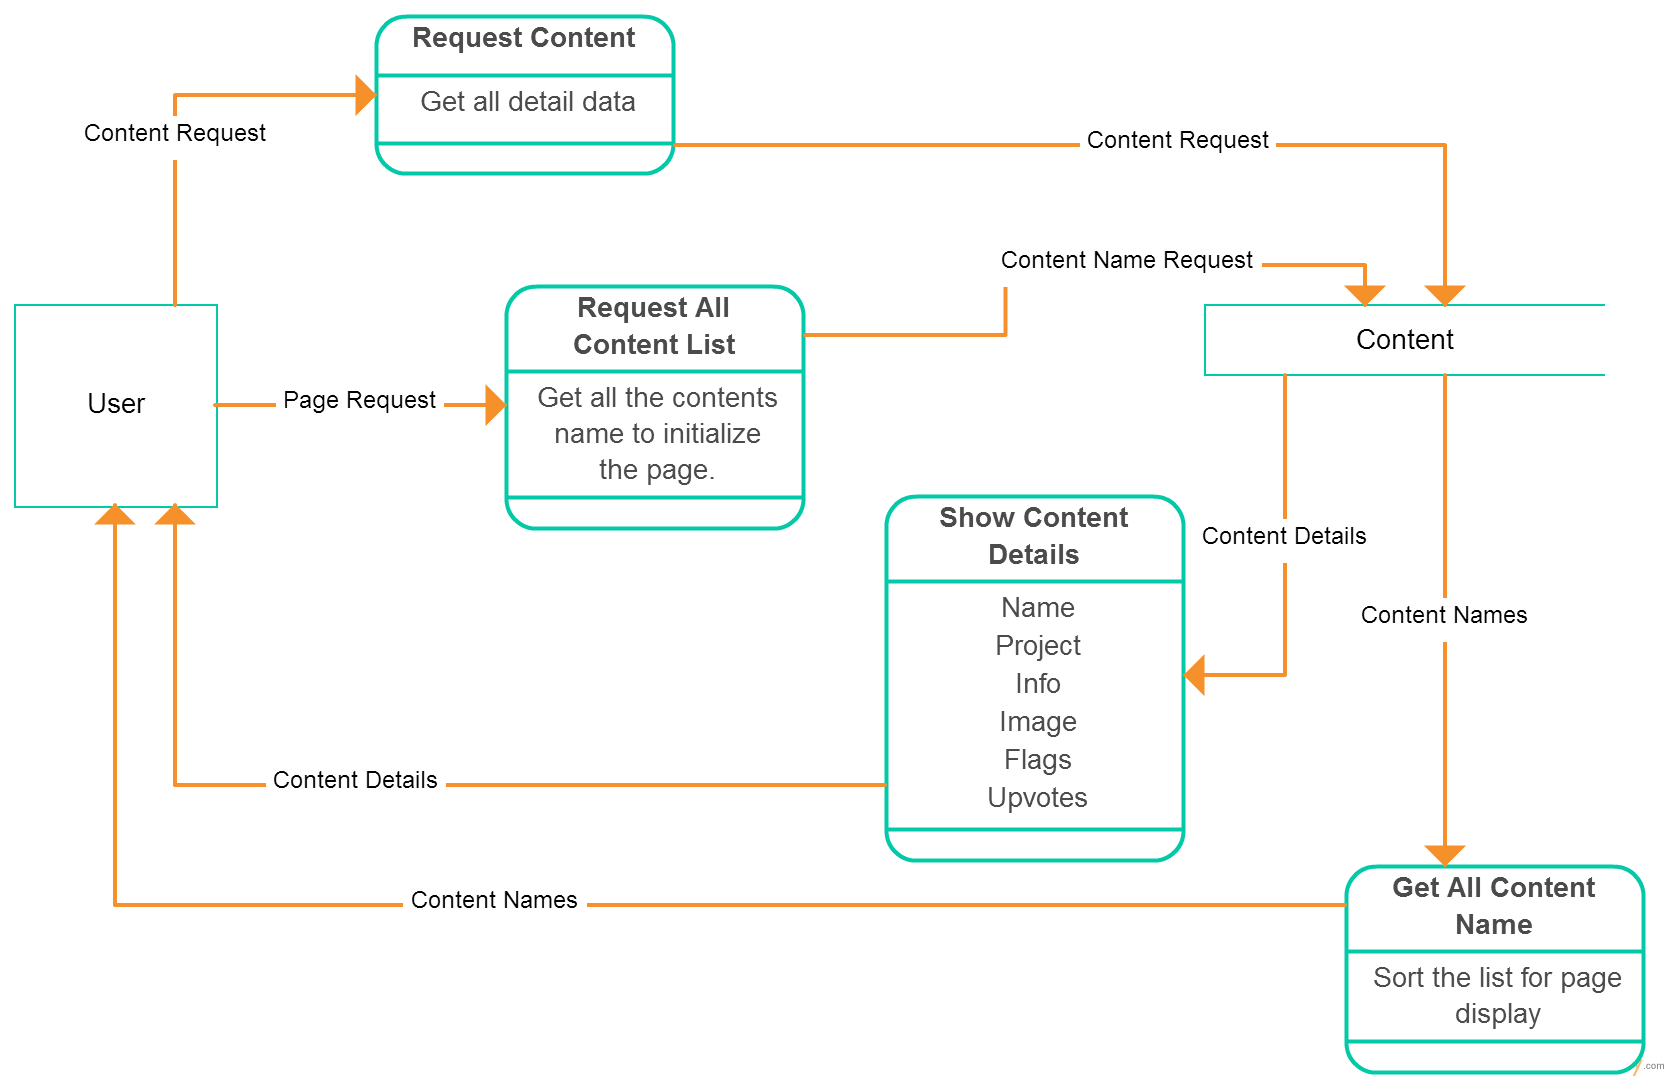 Request Content
Get all detail data
Content Request
Content Request
Content Name Request
Request All
Content List
Get all the contents
name to initialize
the page.
Content
User
Page Request
Show Content
Details
Name
Project
Info
Image
Flags
Upvotes
Content Details
Content Names
Content Details
Content Names
Get All Content
Name
Sort the list for page
display
.com